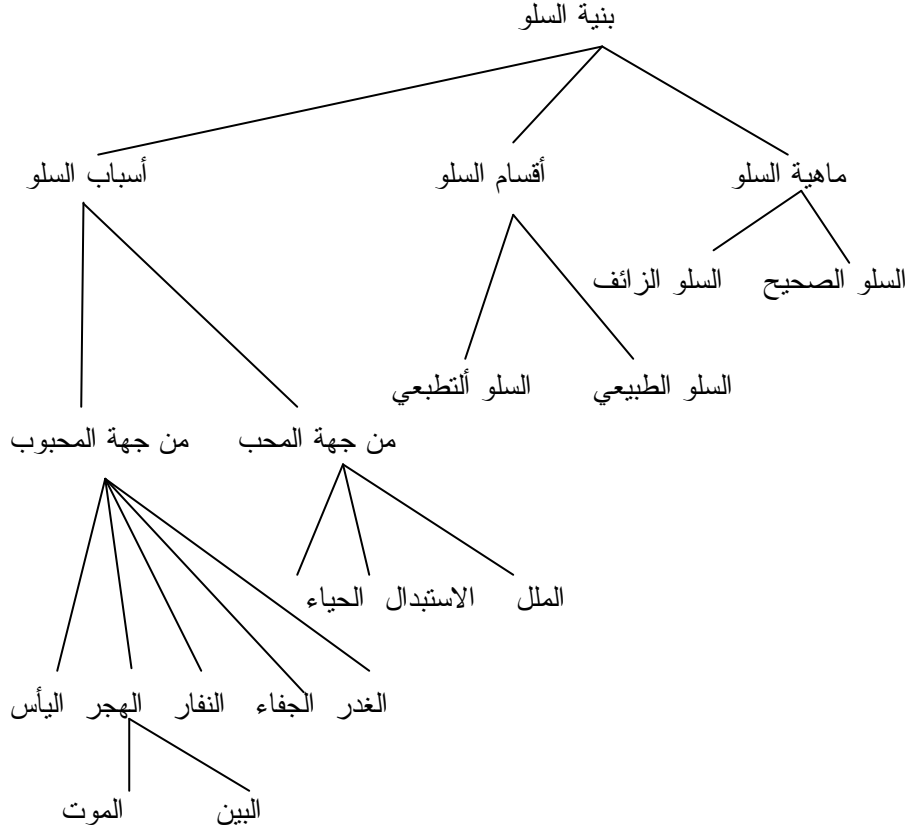 بنية السلو
ماهية السلو أقسام السلو أسباب السلو
السلو الصحيح السلو الزائف
السلو الطبيعي السلو ألتطبعي
من جهة المحب من جهة المحبوب
الملل الاستبدال الحياء
الغدر الجفاء النفار الهجر اليأس
البين الموت